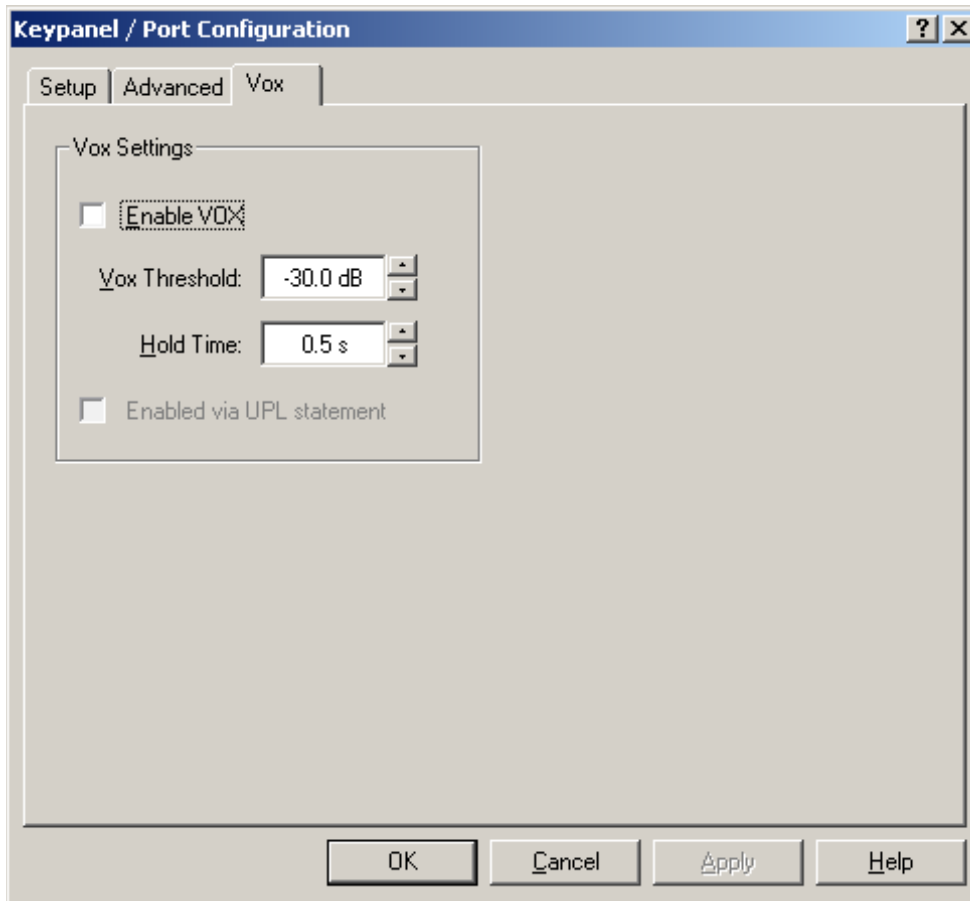 Keypanel / Port Configuration
Setup Advanced Vox
Vox Settings
Enable VOX
Vox Threshold: -30.0 dB
Hold Time: 0.5 s
Enabled via UPL statement
OK Cancel Apply Help